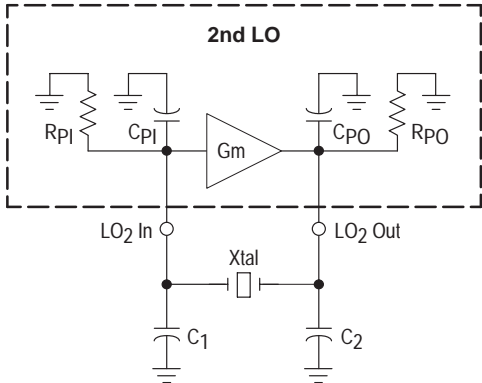 2nd LO
RPI CPI Gm CPO RPO
LO2 In LO2 Out
Xtal
C1 C2